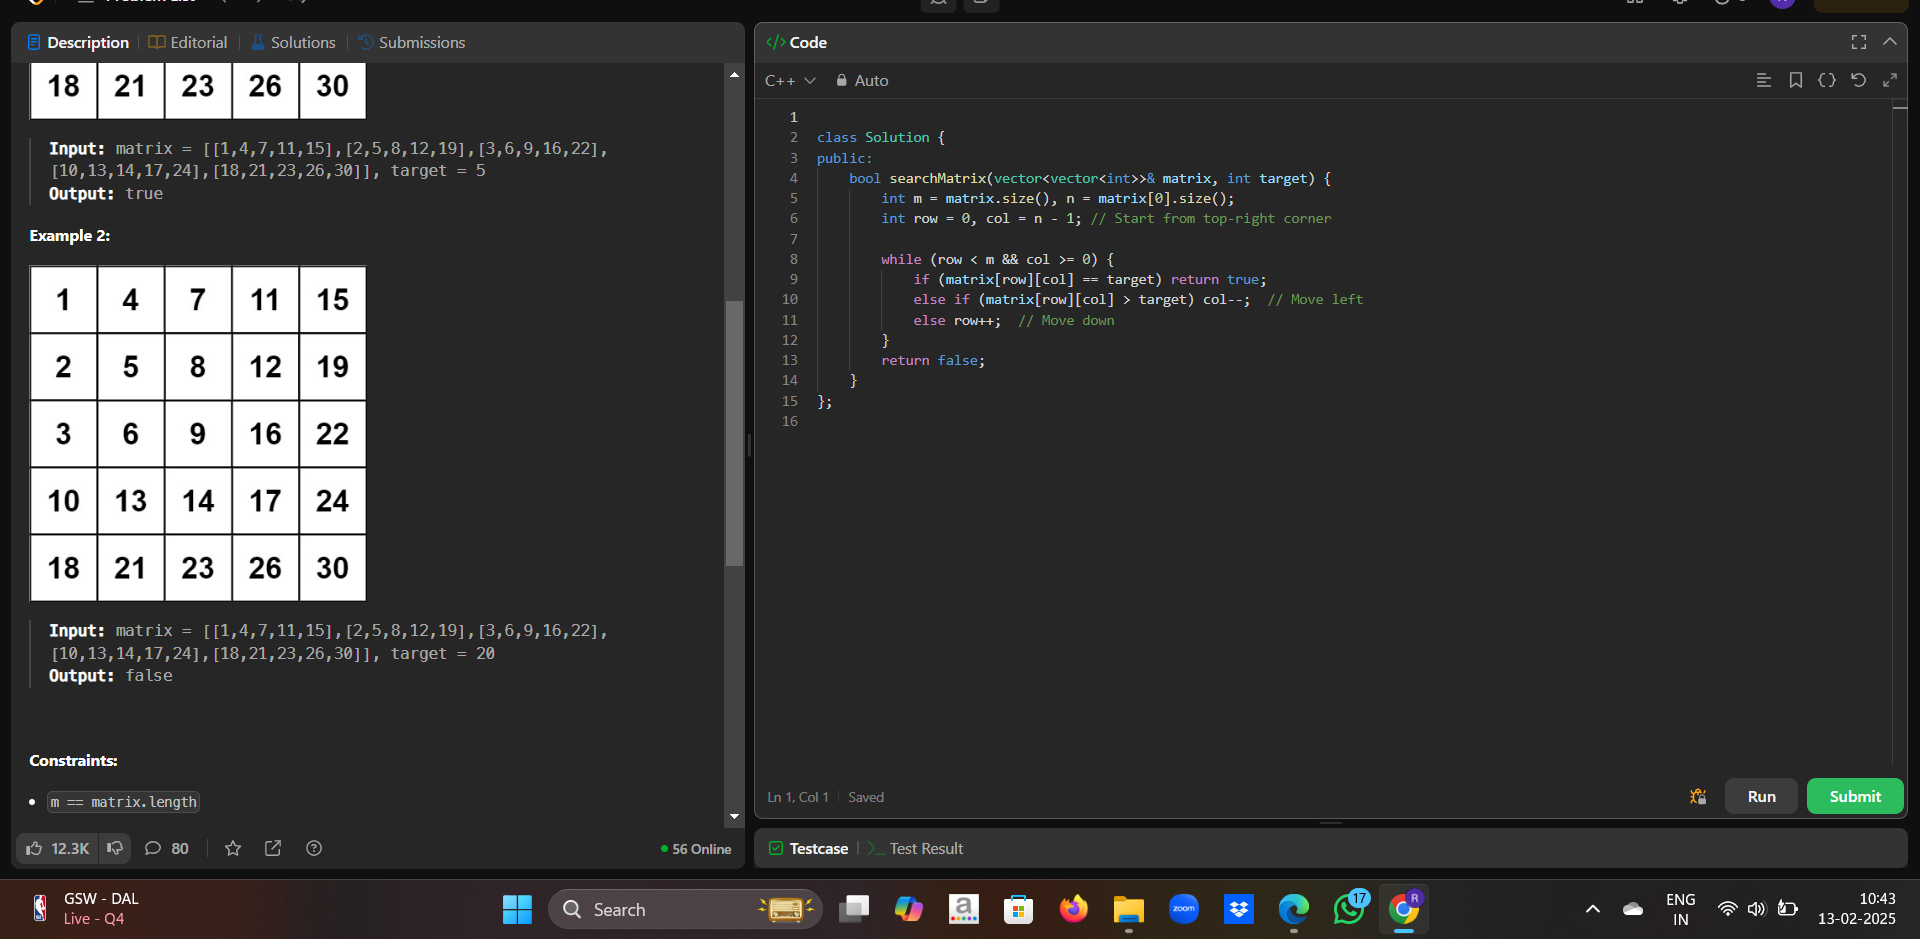 Description
Editorial
Solutions
Submissions
18 21 23 26 30
Input: matrix = [[1,4,7,11,15],[2,5,8,12,19],[3,6,9,16,22],
[10,13,14,17,24],[18,21,23,26,30]], target = 5
Output: true
Example 2:
1 4 7 11 15
2 5 8 12 19
3 6 9 16 22
10 13 14 17 24
18 21 23 26 30
Input: matrix = [[1,4,7,11,15],[2,5,8,12,19],[3,6,9,16,22],
[10,13,14,17,24],[18,21,23,26,30]], target = 20
Output: false
Constraints:
m == matrix.length
12.3K
80
56 Online
</> Code
C++
Auto
1
2 class Solution {
3 public:
4 bool searchMatrix(vector<vector<int>>& matrix, int target) {
5 int m = matrix.size(), n = matrix[0].size();
6 int row = 0, col = n - 1; // Start from top-right corner
7
8 while (row < m && col >= 0) {
9 if (matrix[row][col] == target) return true;
10 else if (matrix[row][col] > target) col--; // Move left
11 else row++; // Move down
12 }
13 return false;
14 }
15 };
16
Ln 1, Col 1
Saved
Run
Submit
Testcase
Test Result
GSW - DAL
Live - Q4
Search
a
zoom
17
R
ENG
IN
10:43
13-02-2025